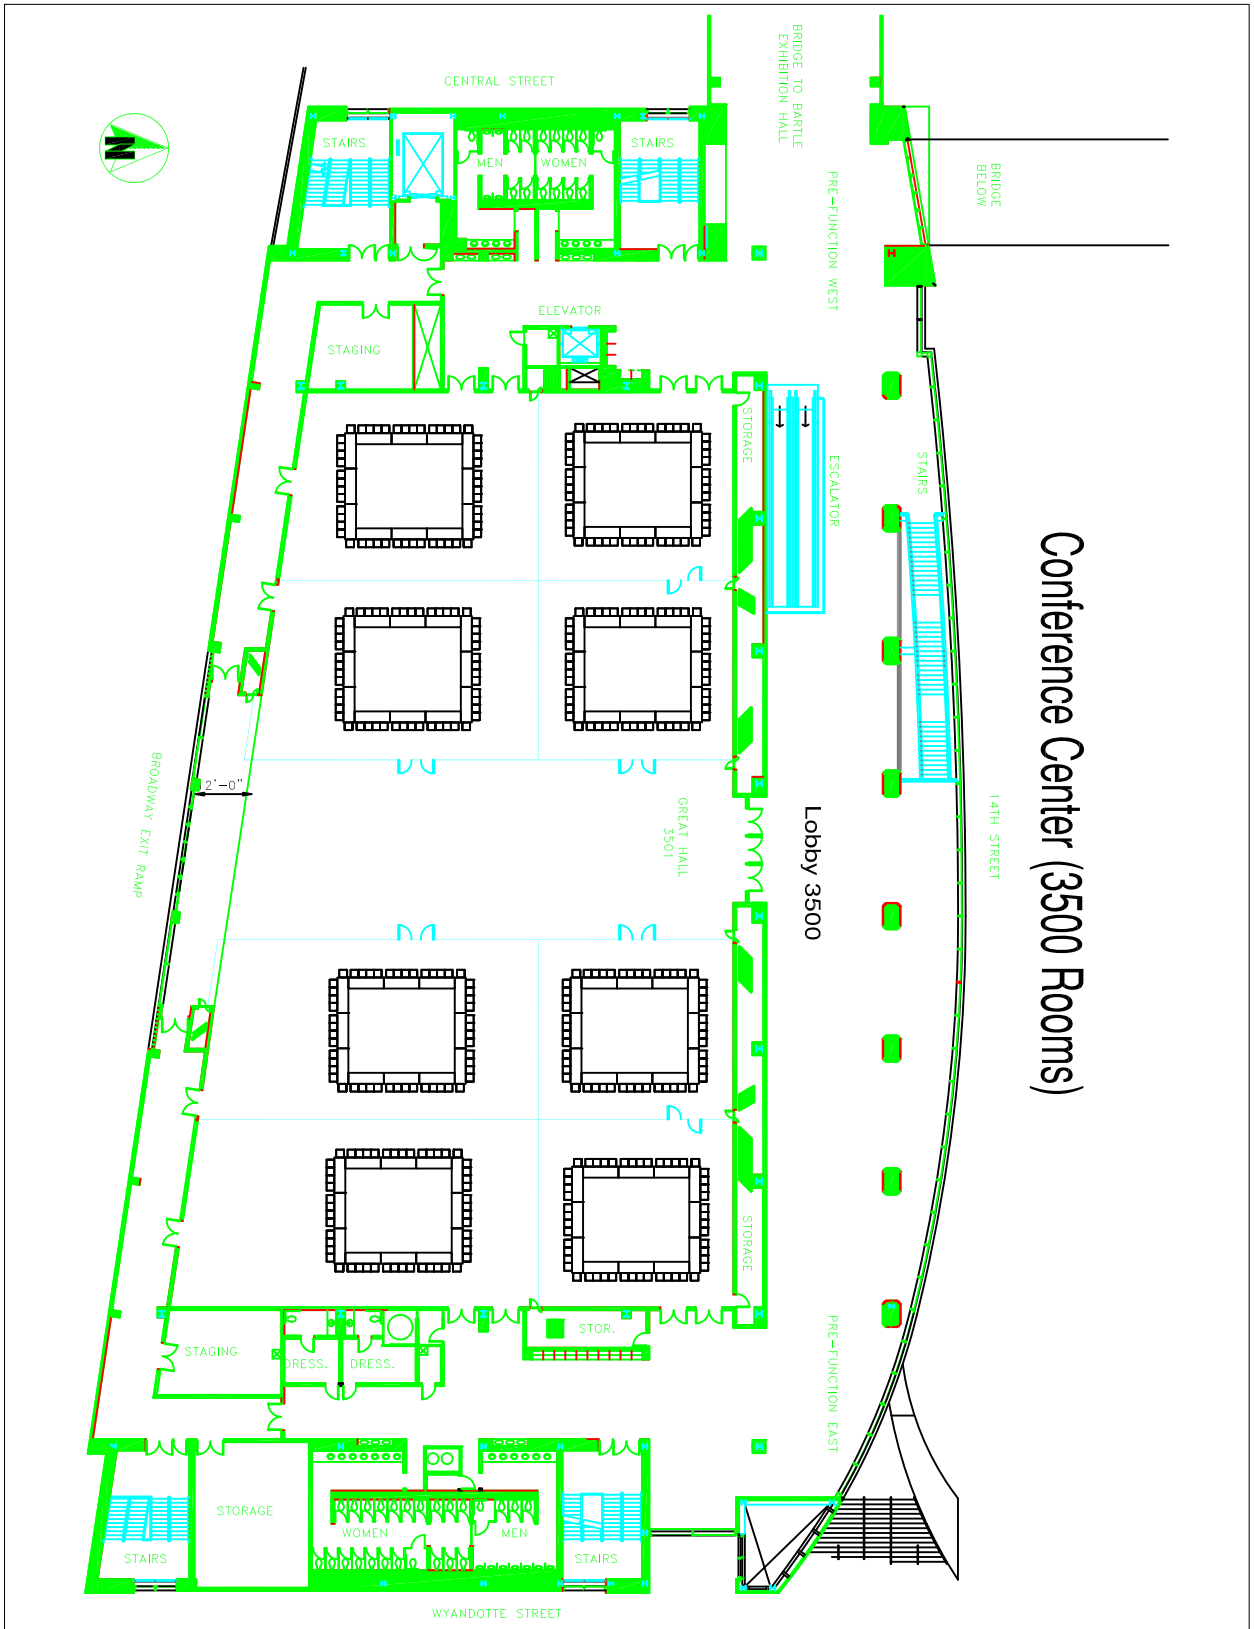 Conference Center (3500 Rooms)
CENTRAL STREET
BRIDGE TO BARTLE
EXHIBITION HALL
BRIDGE
BELOW
N
STAIRS
MEN
WOMEN
STAIRS
PRE-FUNCTION WEST
ELEVATOR
STAGING
STORAGE
ESCALATOR
STAIRS
14TH STREET
BROADWAY EXIT RAMP
2'-0"
GREAT HALL
3501
Lobby 3500
STORAGE
PRE-FUNCTION EAST
STAGING
DRESS.
DRESS.
STOR.
STORAGE
WOMEN
MEN
STAIRS
STAIRS
WYANDOTTE STREET